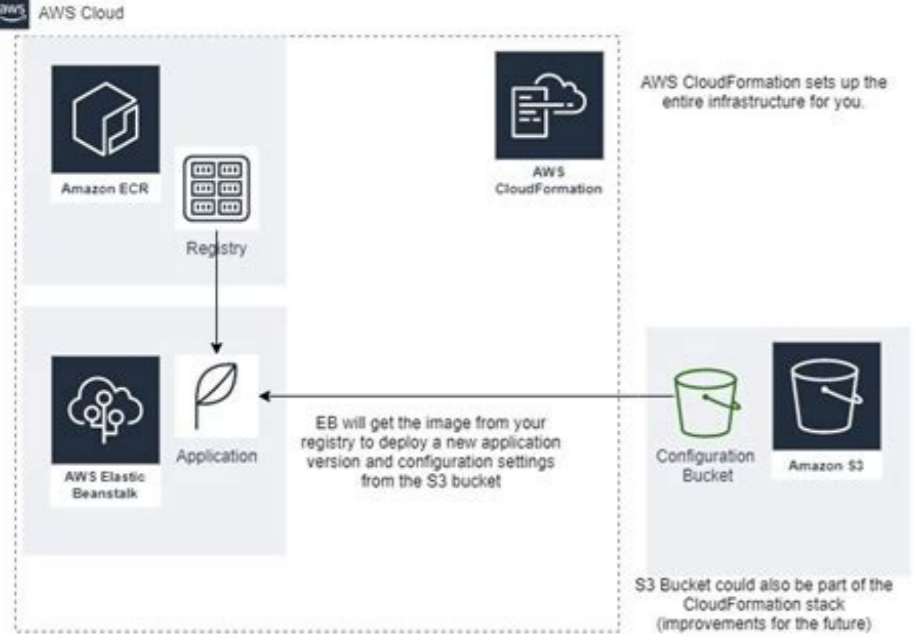 aws
AWS Cloud
Amazon ECR
Registry
AWS
CloudFormation
AWS CloudFormation sets up the
entire infrastructure for you.
AWS Elastic
Beanstalk
Application
EB will get the image from your
registry to deploy a new application
version and configuration settings
from the S3 bucket
Configuration
Bucket
Amazon S3
S3 Bucket could also be part of the
CloudFormation stack
(improvements for the future)